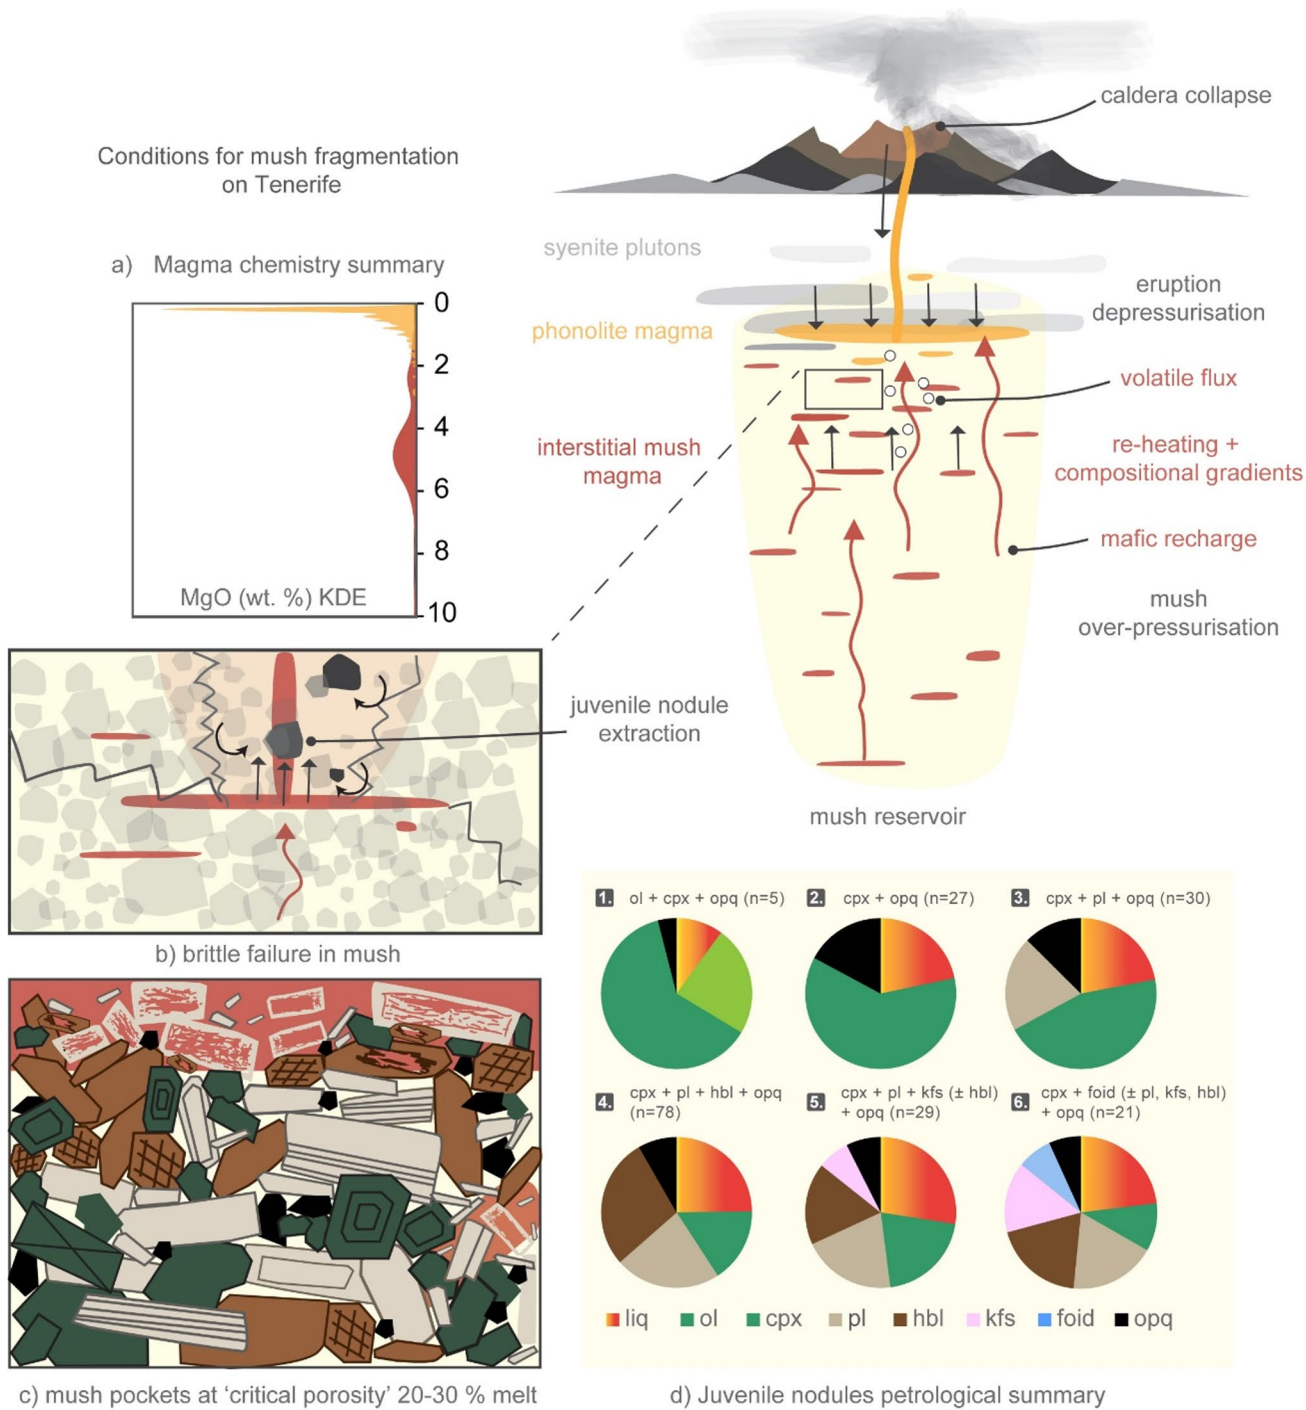 caldera collapse
Conditions for mush fragmentation
on Tenerife
syenite plutons
a) Magma chemistry summary
eruption
depressurisation
0
phonolite magma
2
volatile flux
4
interstitial mush
magma
re-heating +
compositional gradients
6
mafic recharge
8
MgO (wt. %) KDE
10
mush
over-pressurisation
juvenile nodule
extraction
mush reservoir
b) brittle failure in mush
1. ol + cpx + opq (n=5)
2. cpx + opq (n=27)
3. cpx + pl + opq (n=30)
4. cpx + pl + hbl + opq
(n=78)
5. cpx + pl + kfs (± hbl)
+ opq (n=29)
6. cpx + foid (± pl, kfs, hbl)
+ opq (n=21)
liq ol cpx pl hbl kfs foid opq
c) mush pockets at ‘critical porosity’ 20-30 % melt
d) Juvenile nodules petrological summary